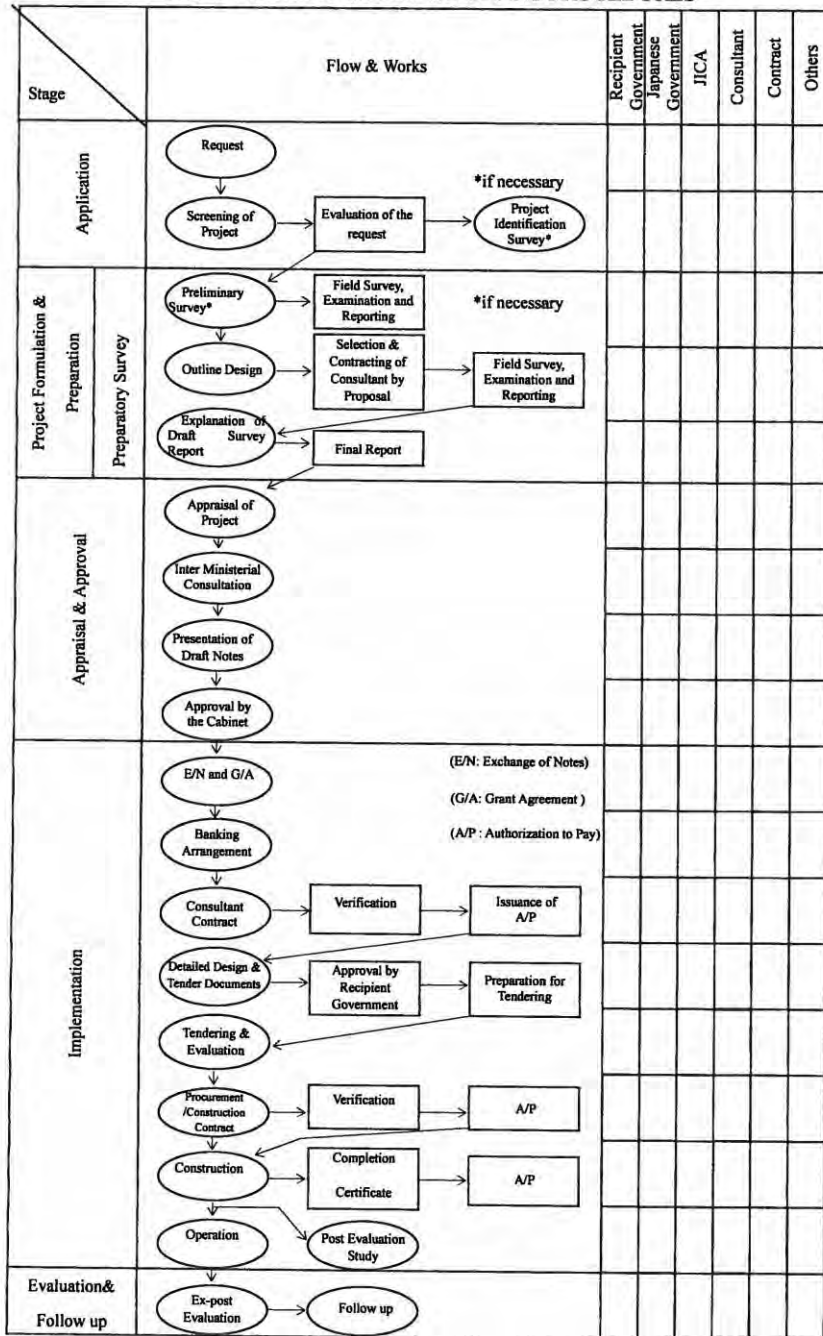 Stage
Flow & Works
Recipient
Government
Japanese
Government
JICA
Consultant
Contract
Others
Application
Request
Screening of
Project
Evaluation of the
request
*if necessary
Project
Identification
Survey*
Project Formulation &
Preparation
Preparatory Survey
Preliminary
Survey*
Field Survey,
Examination and
Reporting
*if necessary
Outline Design
Selection &
Contracting of
Consultant by
Proposal
Field Survey,
Examination and
Reporting
Explanation of
Draft Survey
Report
Final Report
Appraisal & Approval
Appraisal of
Project
Inter Ministerial
Consultation
Presentation of
Draft Notes
Approval by
the Cabinet
Implementation
E/N and G/A
(E/N: Exchange of Notes)
(G/A: Grant Agreement )
(A/P : Authorization to Pay)
Banking
Arrangement
Consultant
Contract
Verification
Issuance of
A/P
Detailed Design &
Tender Documents
Approval by
Recipient
Government
Preparation for
Tendering
Tendering &
Evaluation
Procurement
/Construction
Contract
Verification
A/P
Construction
Completion
Certificate
A/P
Operation
Post Evaluation
Study
Evaluation&
Follow up
Ex-post
Evaluation
Follow up